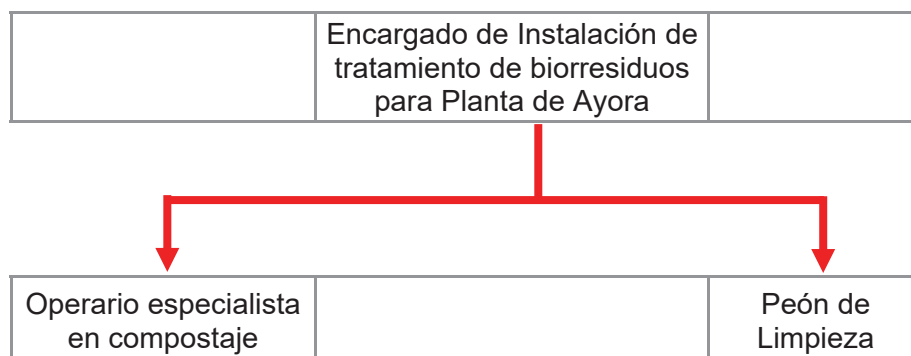 Encargado de Instalación de
tratamiento de biorresiduos
para Planta de Ayora
Operario especialista
en compostaje
Peón de
Limpieza